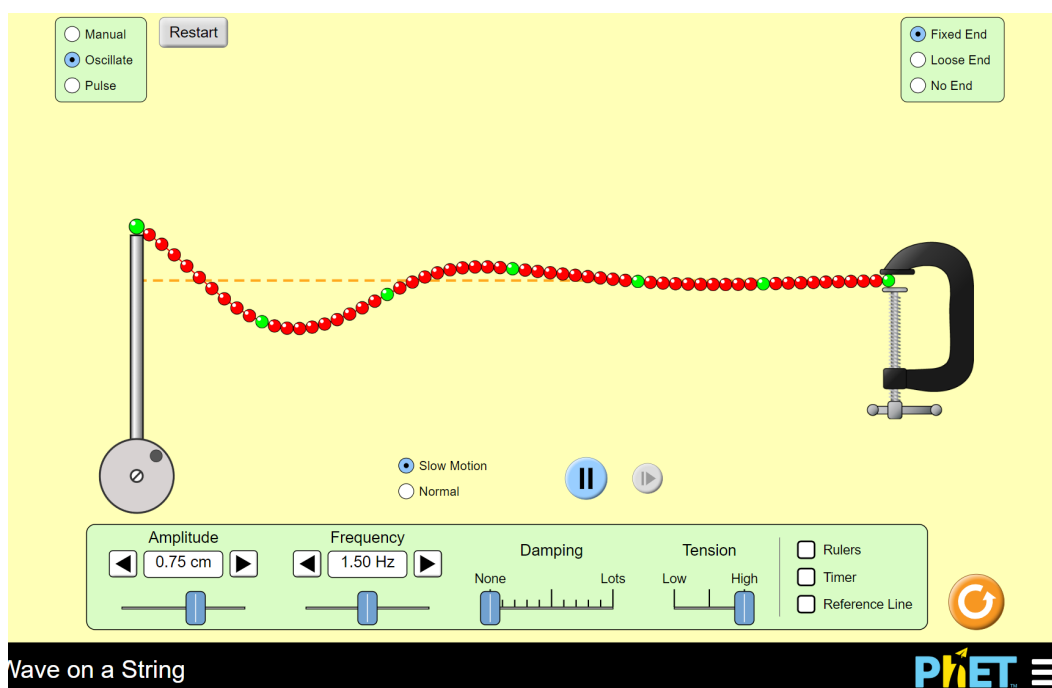 Manual
Oscillate
Pulse
Restart
Fixed End
Loose End
No End
Slow Motion
Normal
Amplitude
0.75 cm
Frequency
1.50 Hz
Damping
None
Lots
Tension
Low
High
Rulers
Timer
Reference Line
Wave on a String
PhET